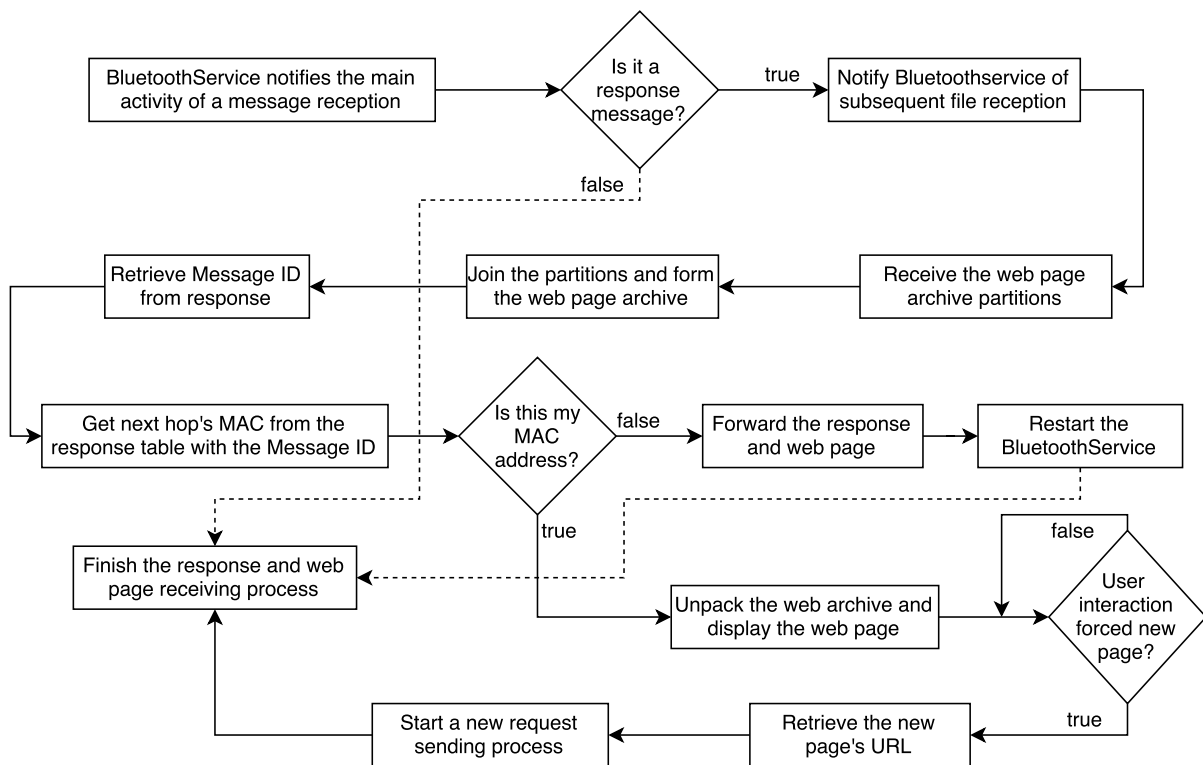 BluetoothService notifies the main
activity of a message reception
Is it a
response
message?
true
Notify Bluetoothservice of
subsequent file reception
false
Retrieve Message ID
from response
Join the partitions and form
the web page archive
Receive the web page
archive partitions
Get next hop's MAC from the
response table with the Message ID
Is this my
MAC
address?
false
Forward the response
and web page
Restart the
BluetoothService
true
false
Finish the response and web
page receiving process
Unpack the web archive and
display the web page
User
interaction
forced new
page?
true
Start a new request
sending process
Retrieve the new
page's URL